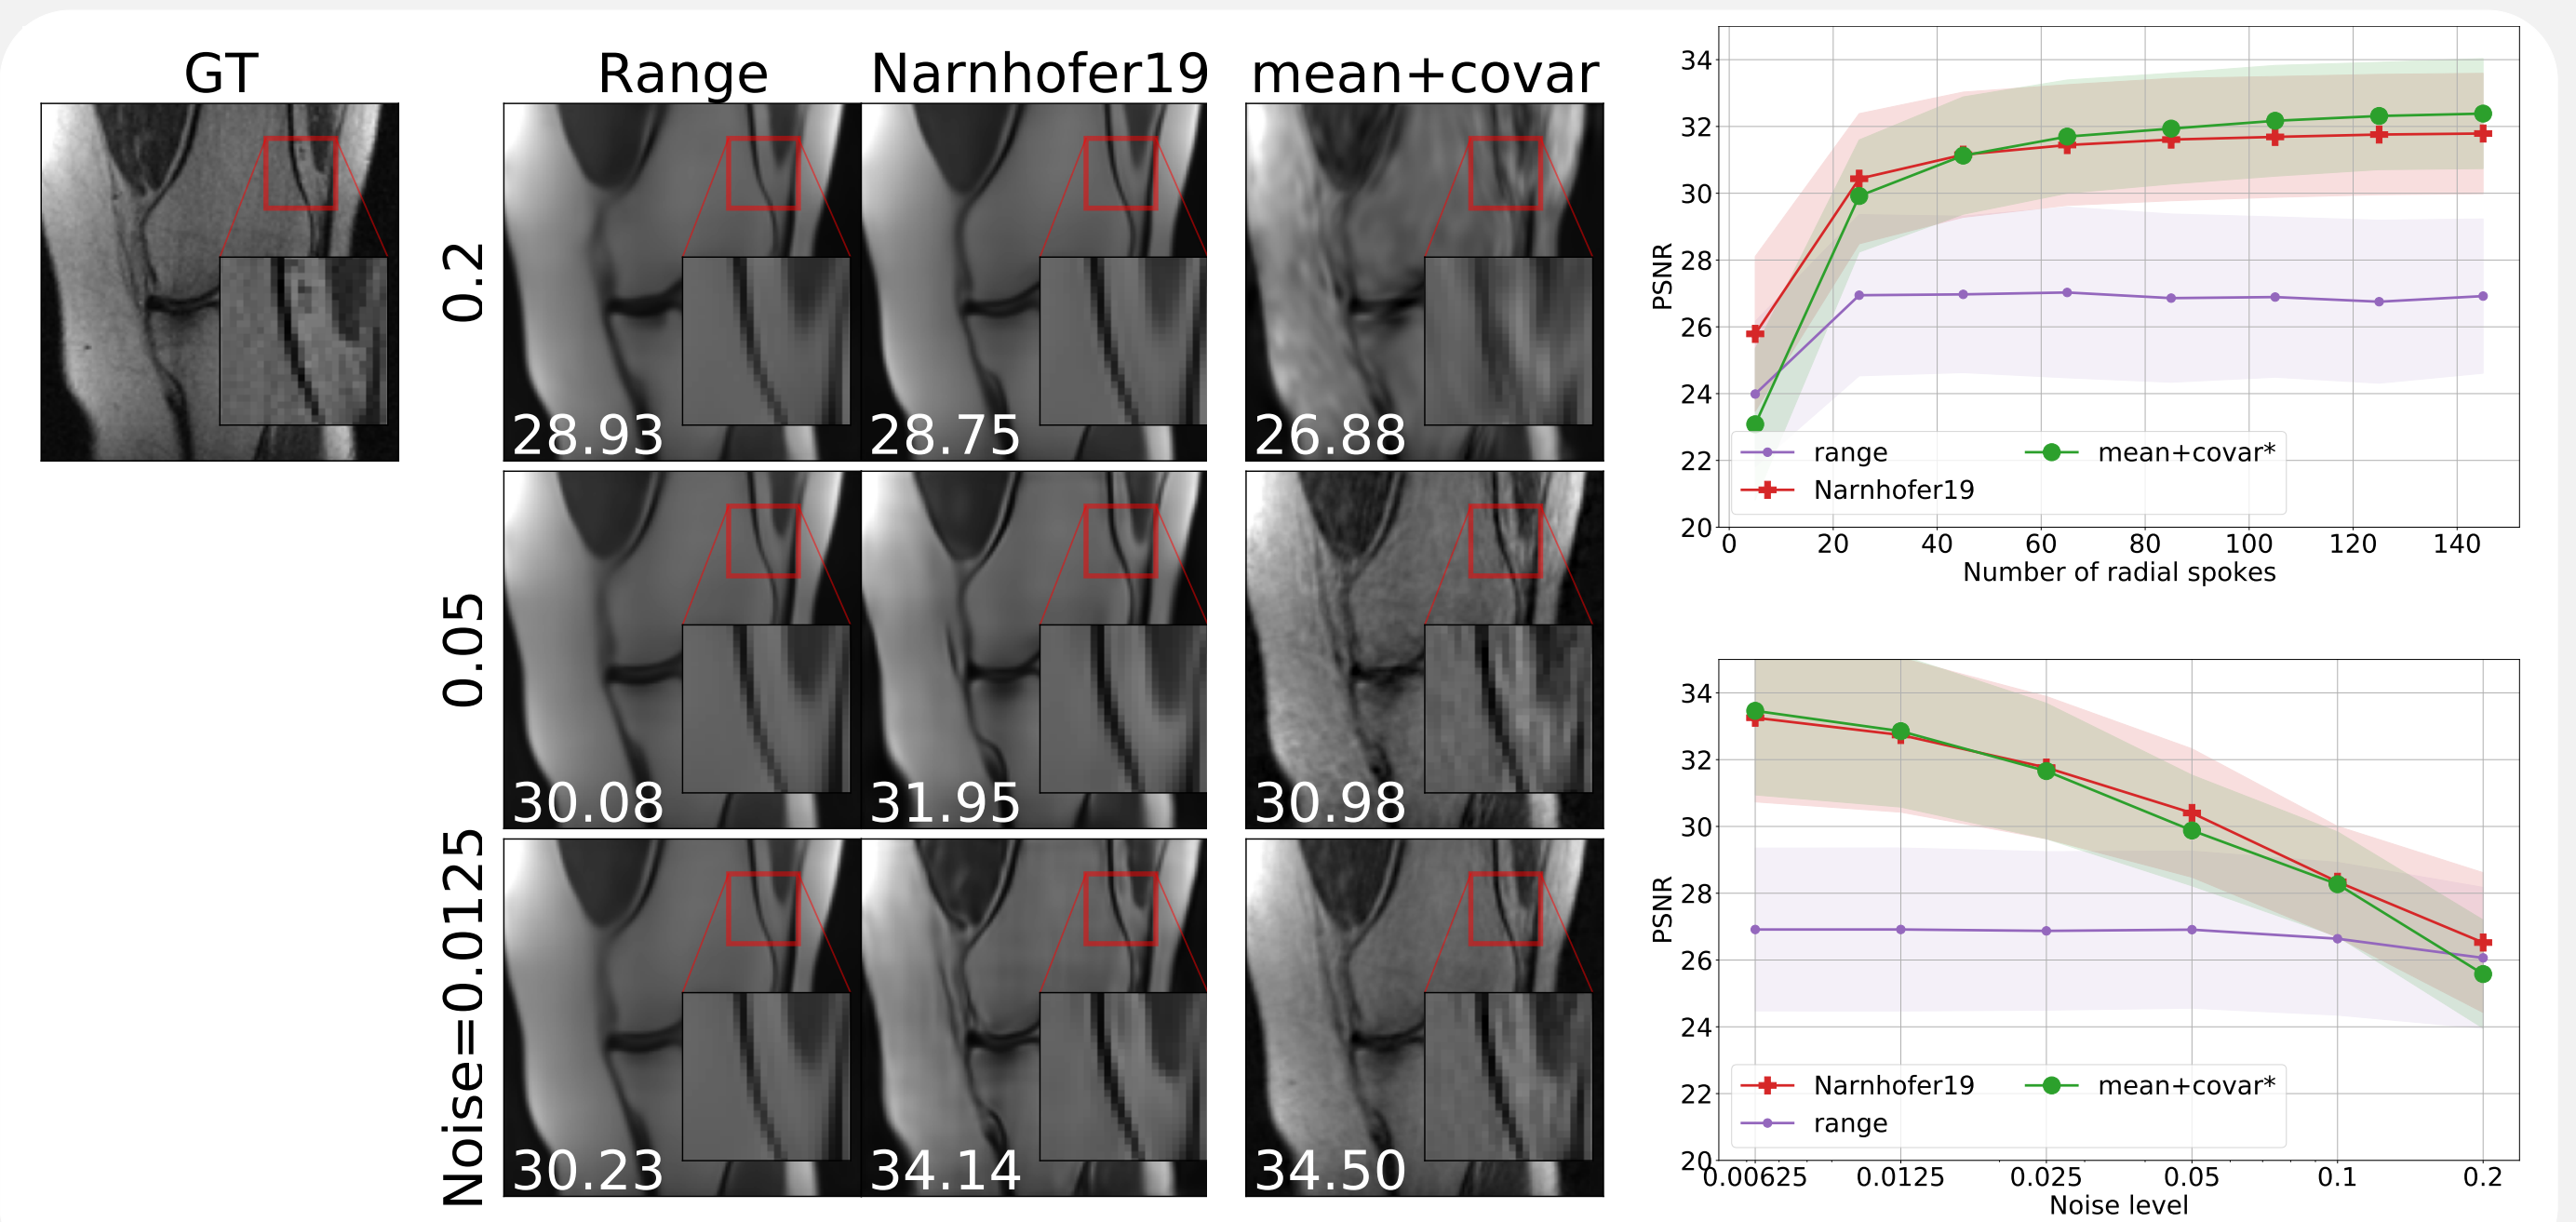 GT
Range
Narnhofer19
mean+covar
0.2
28.93
28.75
26.88
0.05
30.08
31.95
30.98
Noise=0.0125
30.23
34.14
34.50
34
32
30
28
26
24
22
20
PSNR
range
Narnhofer19
mean+covar*
0 20 40 60 80 100 120 140
Number of radial spokes
34
32
30
28
26
24
22
20
PSNR
Narnhofer19
range
mean+covar*
0.00625 0.0125 0.025 0.05 0.1 0.2
Noise level